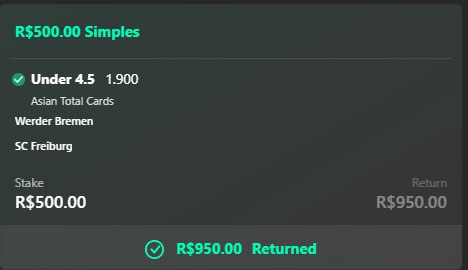 R$500.00 Simples
Under 4.5 1.900
Asian Total Cards
Werder Bremen
SC Freiburg
Stake Return
R$500.00 R$950.00
R$950.00 Returned